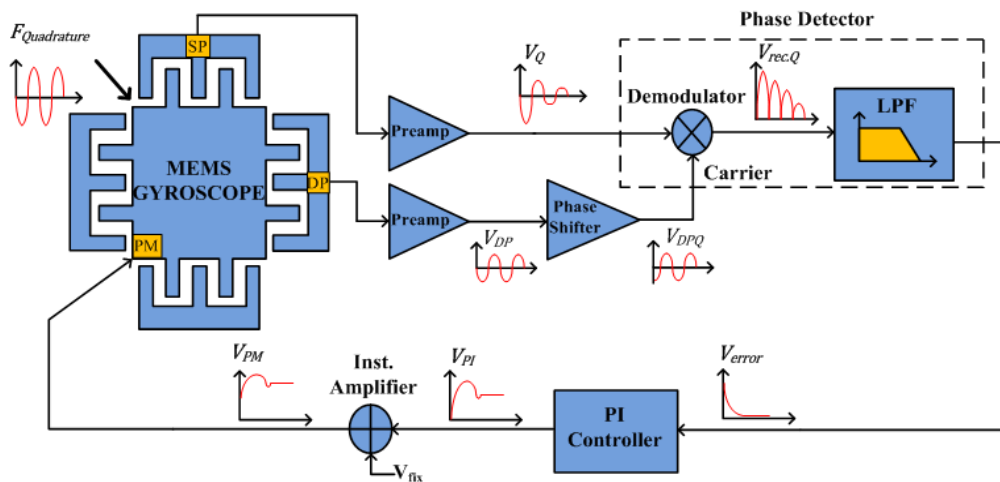 Phase Detector
F_Quadrature
SP
V_Q
V_rec.Q
Demodulator
LPF
Preamp
MEMS
GYROSCOPE
DP
Carrier
Preamp
Phase
Shifter
PM
V_DP
V_DPQ
V_PM
Inst.
Amplifier
V_PI
V_error
PI
Controller
V_fix